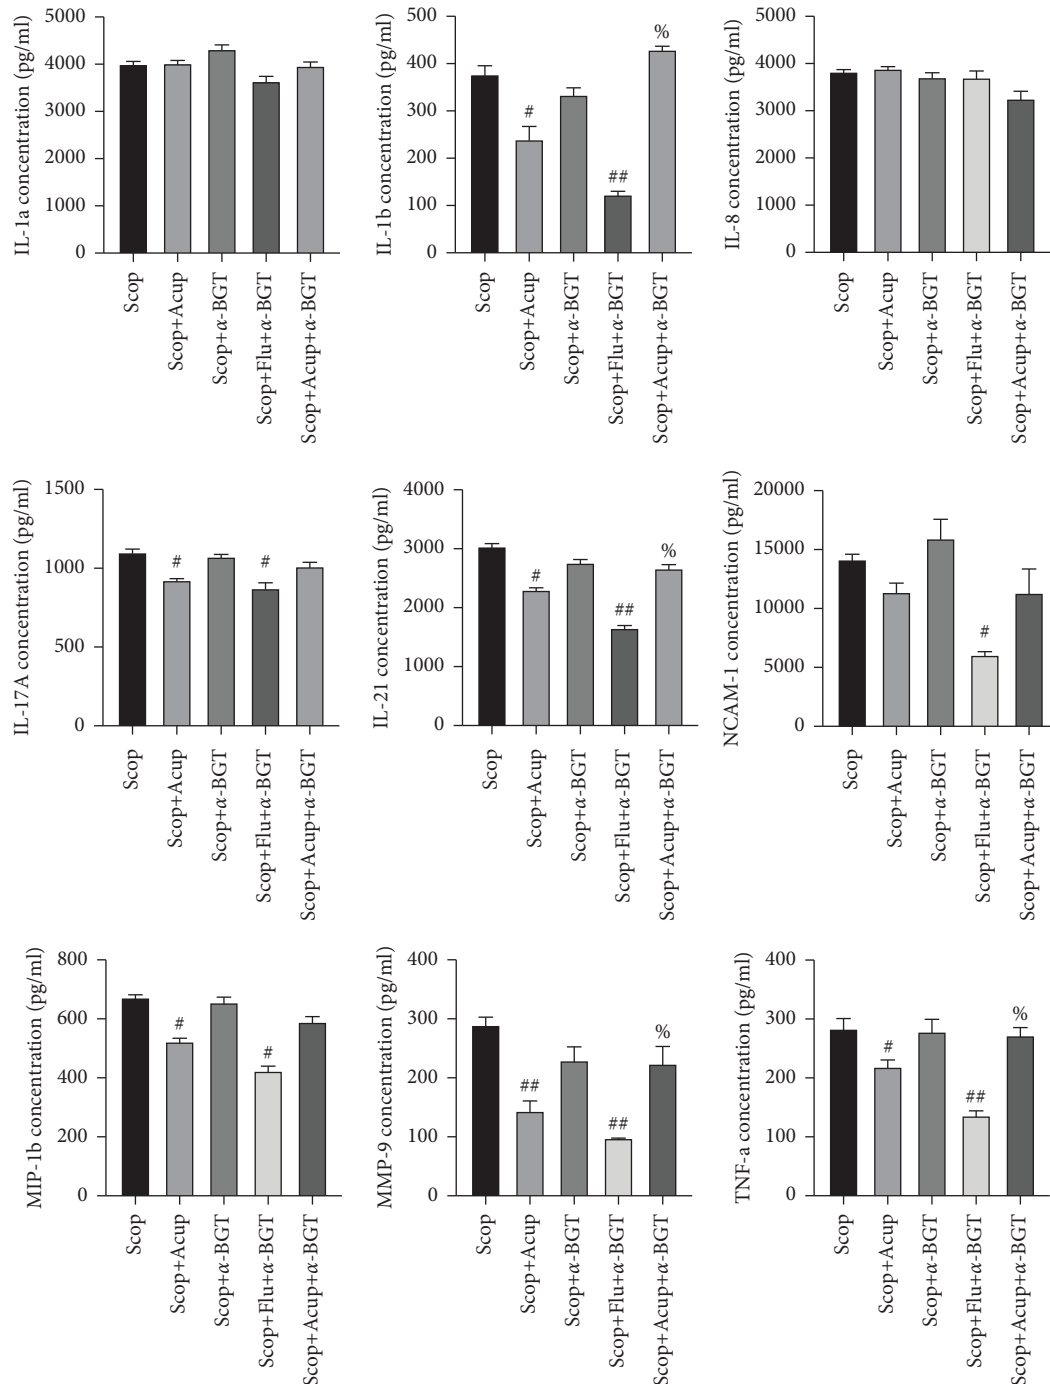 IL-1a concentration (pg/ml)
5000
4000
3000
2000
1000
0
Scop
Scop+Acup
Scop+α-BGT
Scop+Flu+α-BGT
Scop+Acup+α-BGT
IL-1b concentration (pg/ml)
500
400
300
200
100
0
#
##
%
Scop
Scop+Acup
Scop+α-BGT
Scop+Flu+α-BGT
Scop+Acup+α-BGT
IL-8 concentration (pg/ml)
5000
4000
3000
2000
1000
0
Scop
Scop+Acup
Scop+α-BGT
Scop+Flu+α-BGT
Scop+Acup+α-BGT
IL-17A concentration (pg/ml)
1500
1000
500
0
#
#
Scop
Scop+Acup
Scop+α-BGT
Scop+Flu+α-BGT
Scop+Acup+α-BGT
IL-21 concentration (pg/ml)
4000
3000
2000
1000
0
#
##
%
Scop
Scop+Acup
Scop+α-BGT
Scop+Flu+α-BGT
Scop+Acup+α-BGT
NCAM-1 concentration (pg/ml)
20000
15000
10000
5000
0
#
Scop
Scop+Acup
Scop+α-BGT
Scop+Flu+α-BGT
Scop+Acup+α-BGT
MIP-1b concentration (pg/ml)
800
600
400
200
0
#
#
Scop
Scop+Acup
Scop+α-BGT
Scop+Flu+α-BGT
Scop+Acup+α-BGT
MMP-9 concentration (pg/ml)
400
300
200
100
0
##
##
%
Scop
Scop+Acup
Scop+α-BGT
Scop+Flu+α-BGT
Scop+Acup+α-BGT
TNF-a concentration (pg/ml)
400
300
200
100
0
#
##
%
Scop
Scop+Acup
Scop+α-BGT
Scop+Flu+α-BGT
Scop+Acup+α-BGT